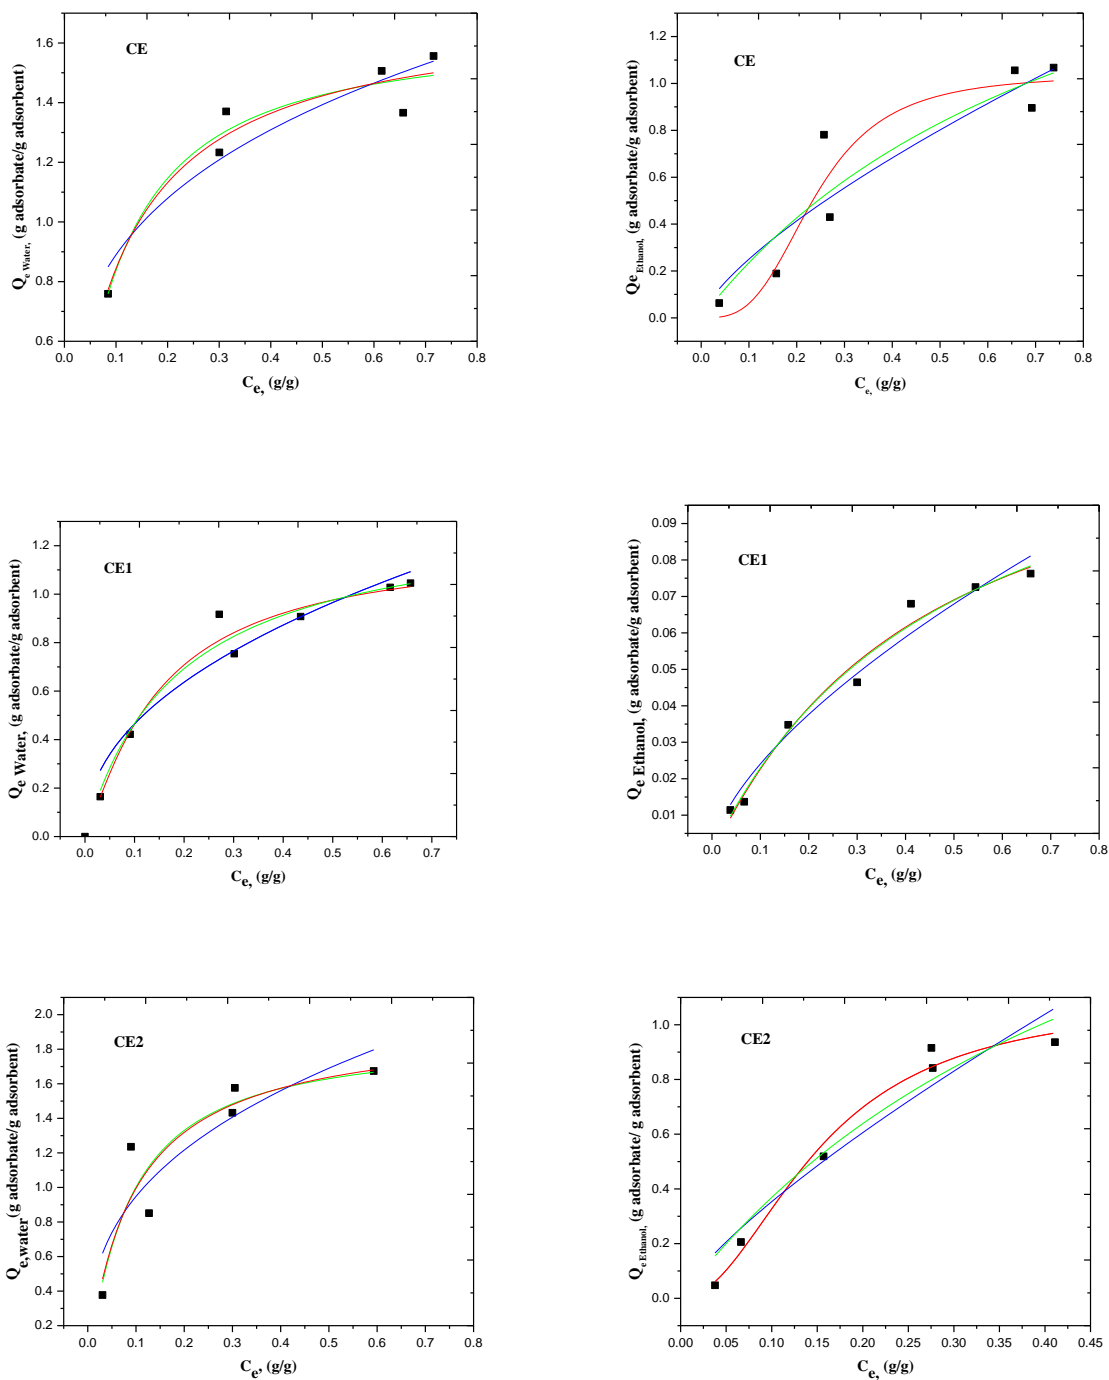 CE
1.6
1.4
1.2
1.0
0.8
0.6
0.0 0.1 0.2 0.3 0.4 0.5 0.6 0.7 0.8
Ce, (g/g)
Qe Water, (g adsorbate/g adsorbent)
CE
1.2
1.0
0.8
0.6
0.4
0.2
0.0
0.0 0.1 0.2 0.3 0.4 0.5 0.6 0.7 0.8
Ce, (g/g)
Qe Ethanol, (g adsorbate/g adsorbent)
CE1
1.2
1.0
0.8
0.6
0.4
0.2
0.0
0.0 0.1 0.2 0.3 0.4 0.5 0.6 0.7
Ce, (g/g)
Qe Water, (g adsorbate/g adsorbent)
CE1
0.09
0.08
0.07
0.06
0.05
0.04
0.03
0.02
0.01
0.0 0.1 0.2 0.3 0.4 0.5 0.6 0.7 0.8
Ce, (g/g)
Qe Ethanol, (g adsorbate/g adsorbent)
CE2
2.0
1.8
1.6
1.4
1.2
1.0
0.8
0.6
0.4
0.2
0.0 0.1 0.2 0.3 0.4 0.5 0.6 0.7 0.8
Ce, (g/g)
Qe,water (g adsorbate/g adsorbent)
CE2
1.0
0.8
0.6
0.4
0.2
0.0
0.00 0.05 0.10 0.15 0.20 0.25 0.30 0.35 0.40 0.45
Ce, (g/g)
Qe Ethanol, (g adsorbate/ g adsorbent)